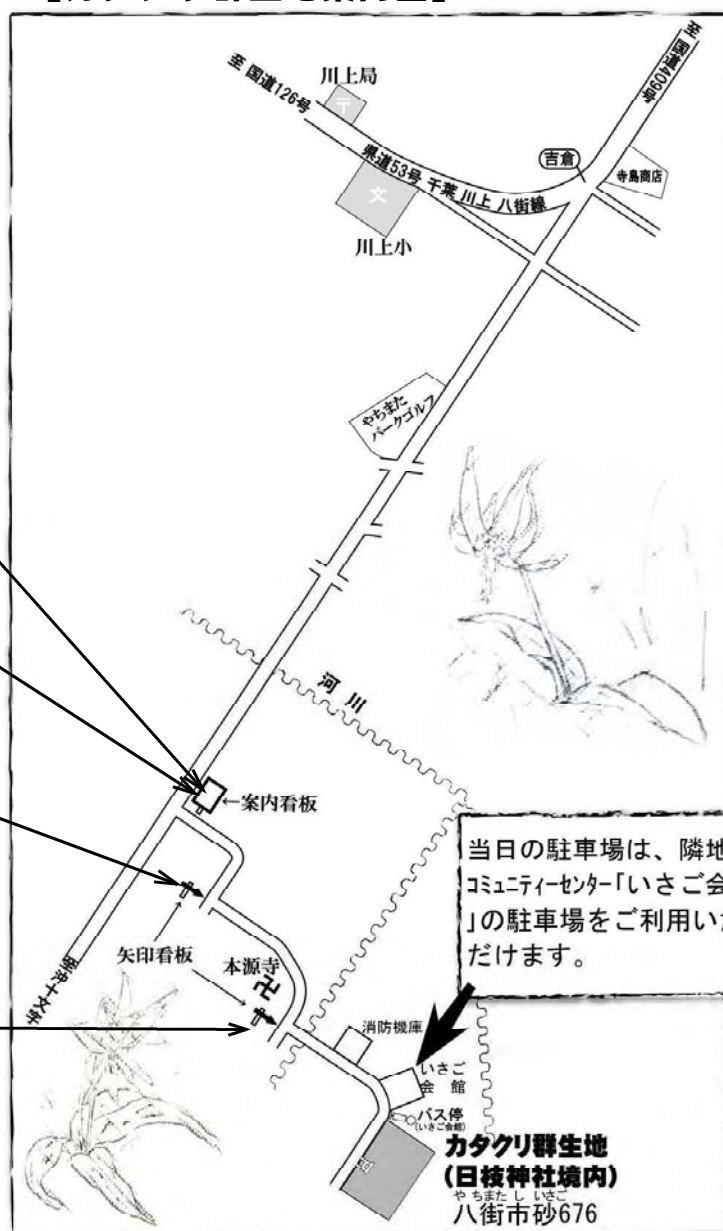 至 国道409号
至 国道126号
川上局
〒
県道53号 千葉 川上 八街線
吉倉
寺島商店
文
川上小
やちまた
パークゴルフ
河川
←案内看板
矢印看板
本源寺
卍
当日の駐車場は、隣地
コミュニティーセンター「いさご会
」の駐車場をご利用いた
だけます。
消防機庫
いさご
会 館
バス停
(いさご会館)
カタクリ群生地
(日枝神社境内)
やちまたし いさご
八街市砂676